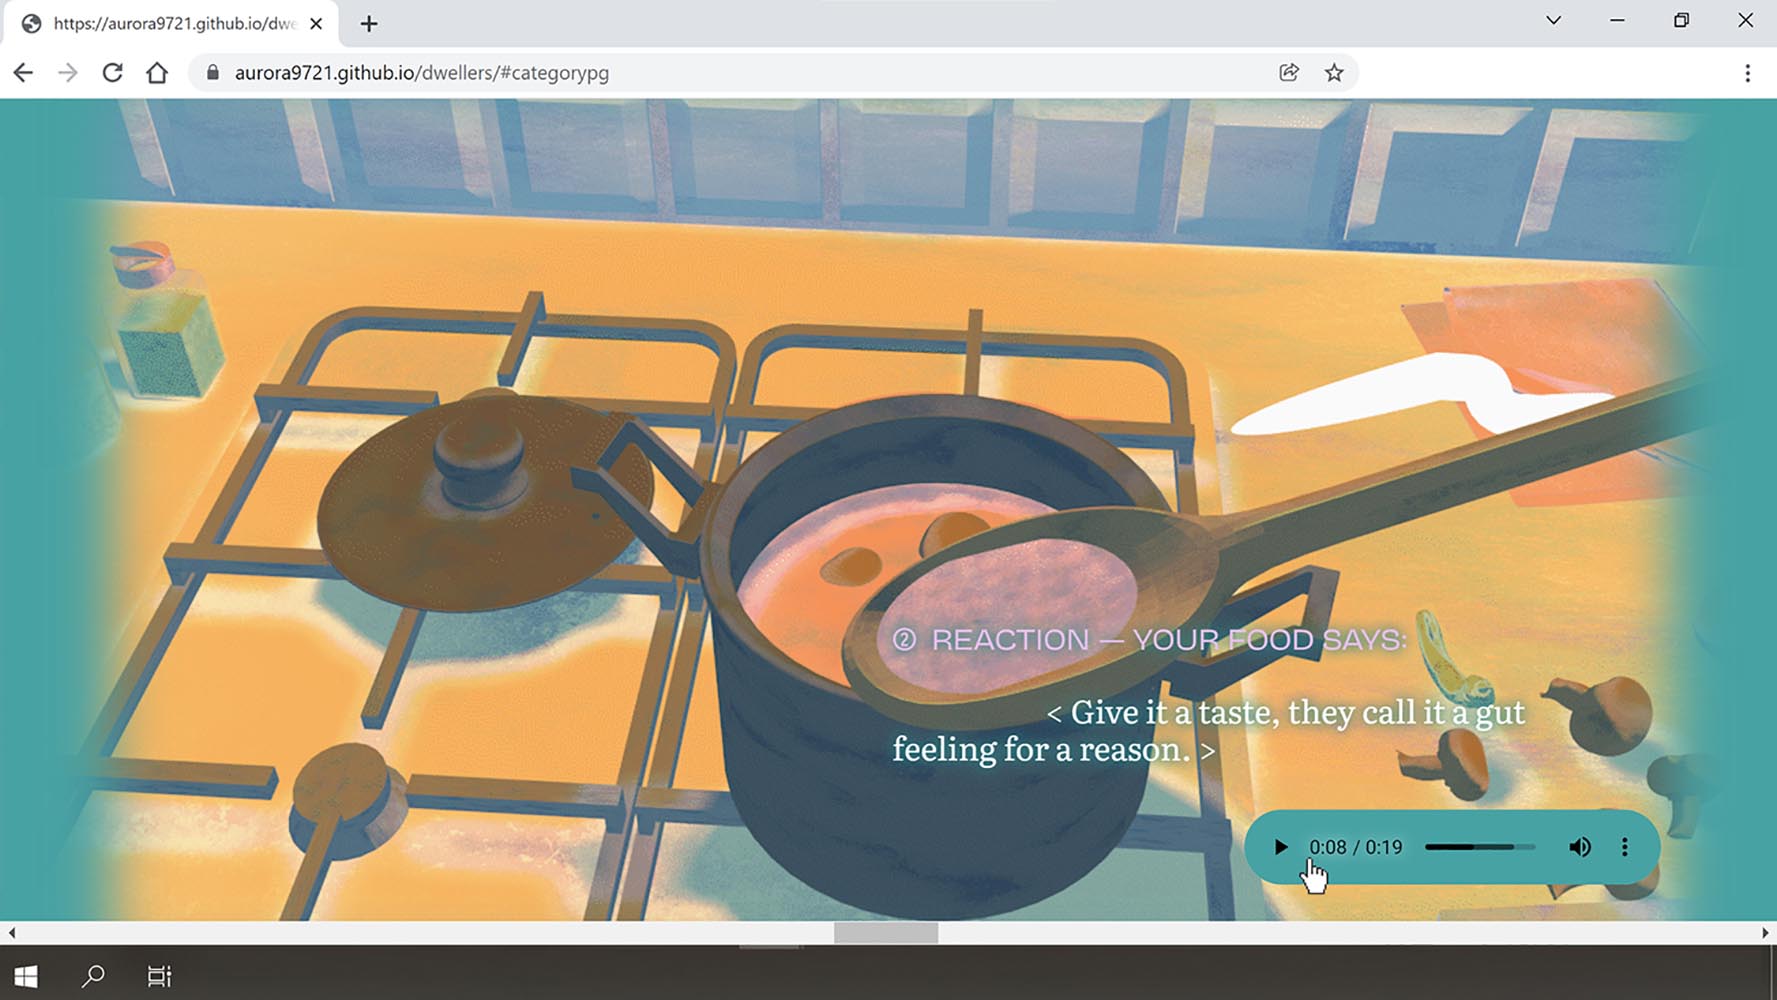 https://aurora9721.github.io/dwe
aurora9721.github.io/dwellers/#categorypg
② REACTION — YOUR FOOD SAYS:
< Give it a taste, they call it a gut
feeling for a reason. >
0:08 / 0:19